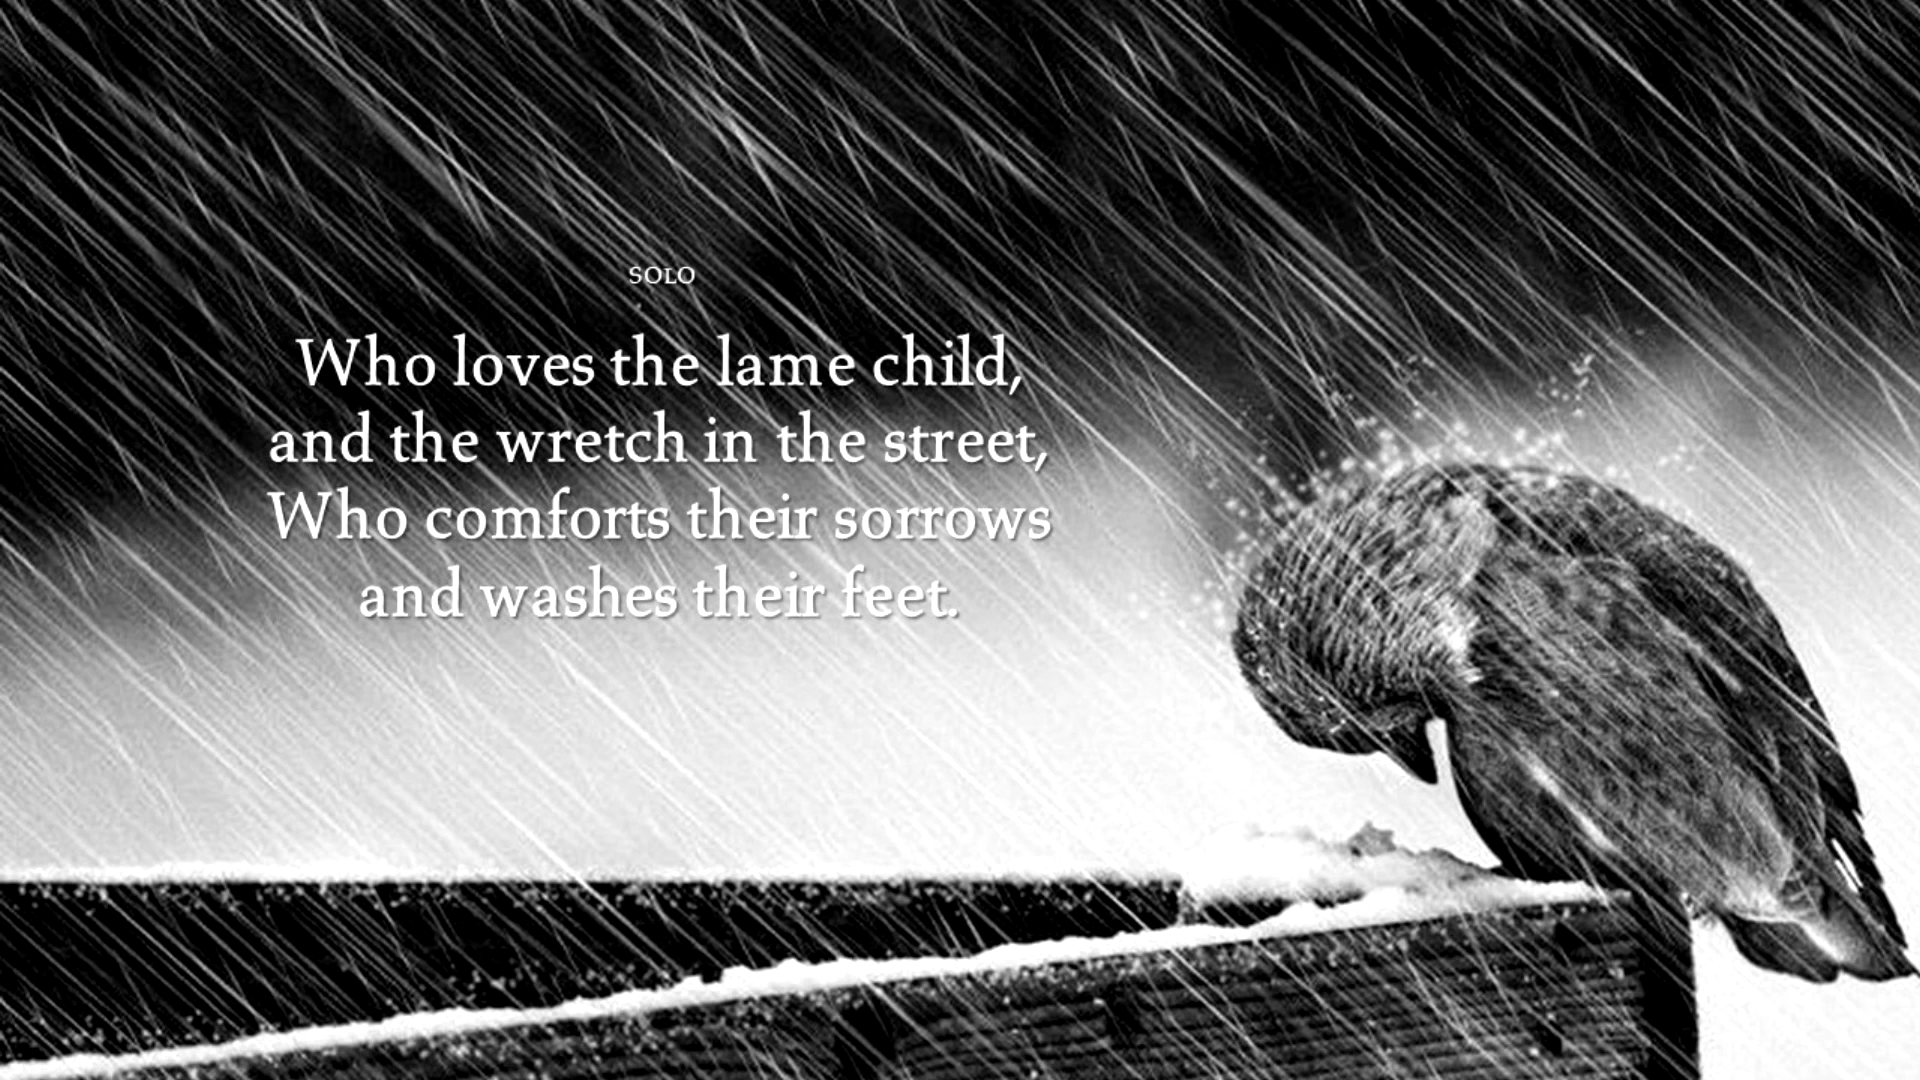 SOLO
Who loves the lame child,
and the wretch in the street,
Who comforts their sorrows
and washes their feet.